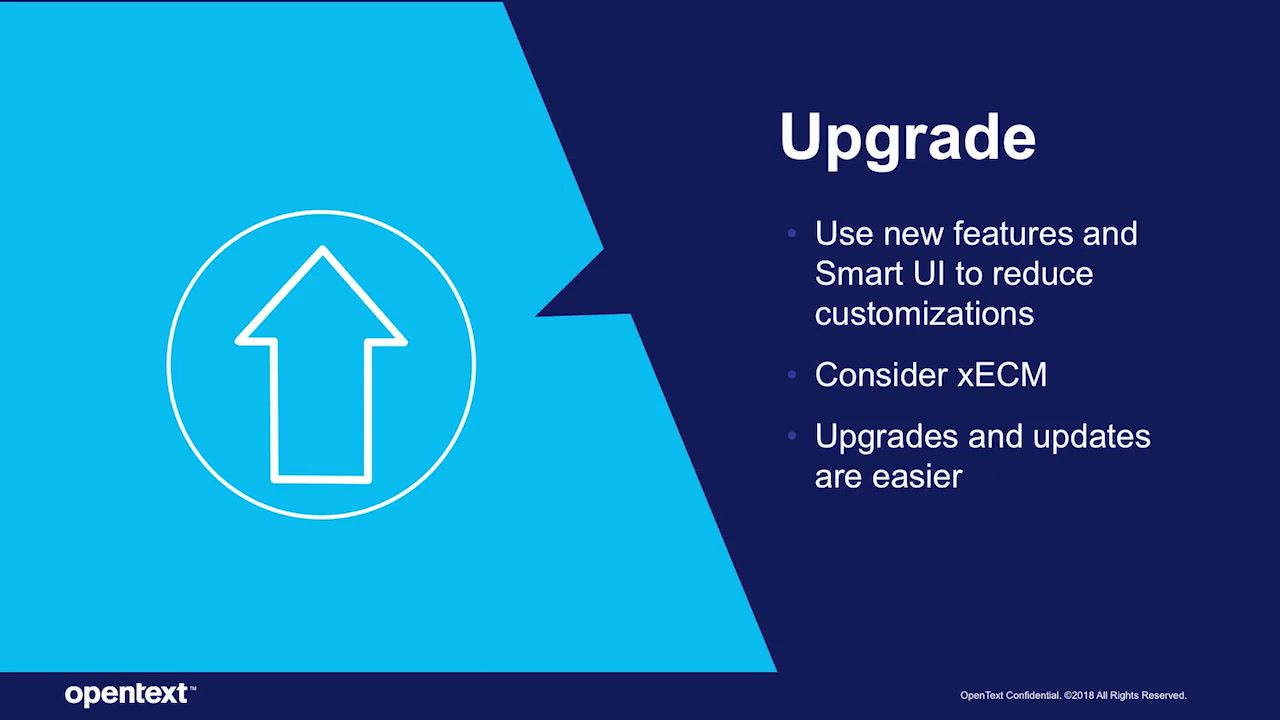 Upgrade
• Use new features and
Smart UI to reduce
customizations
• Consider xECM
• Upgrades and updates
are easier
opentext™
OpenText Confidential. ©2018 All Rights Reserved.